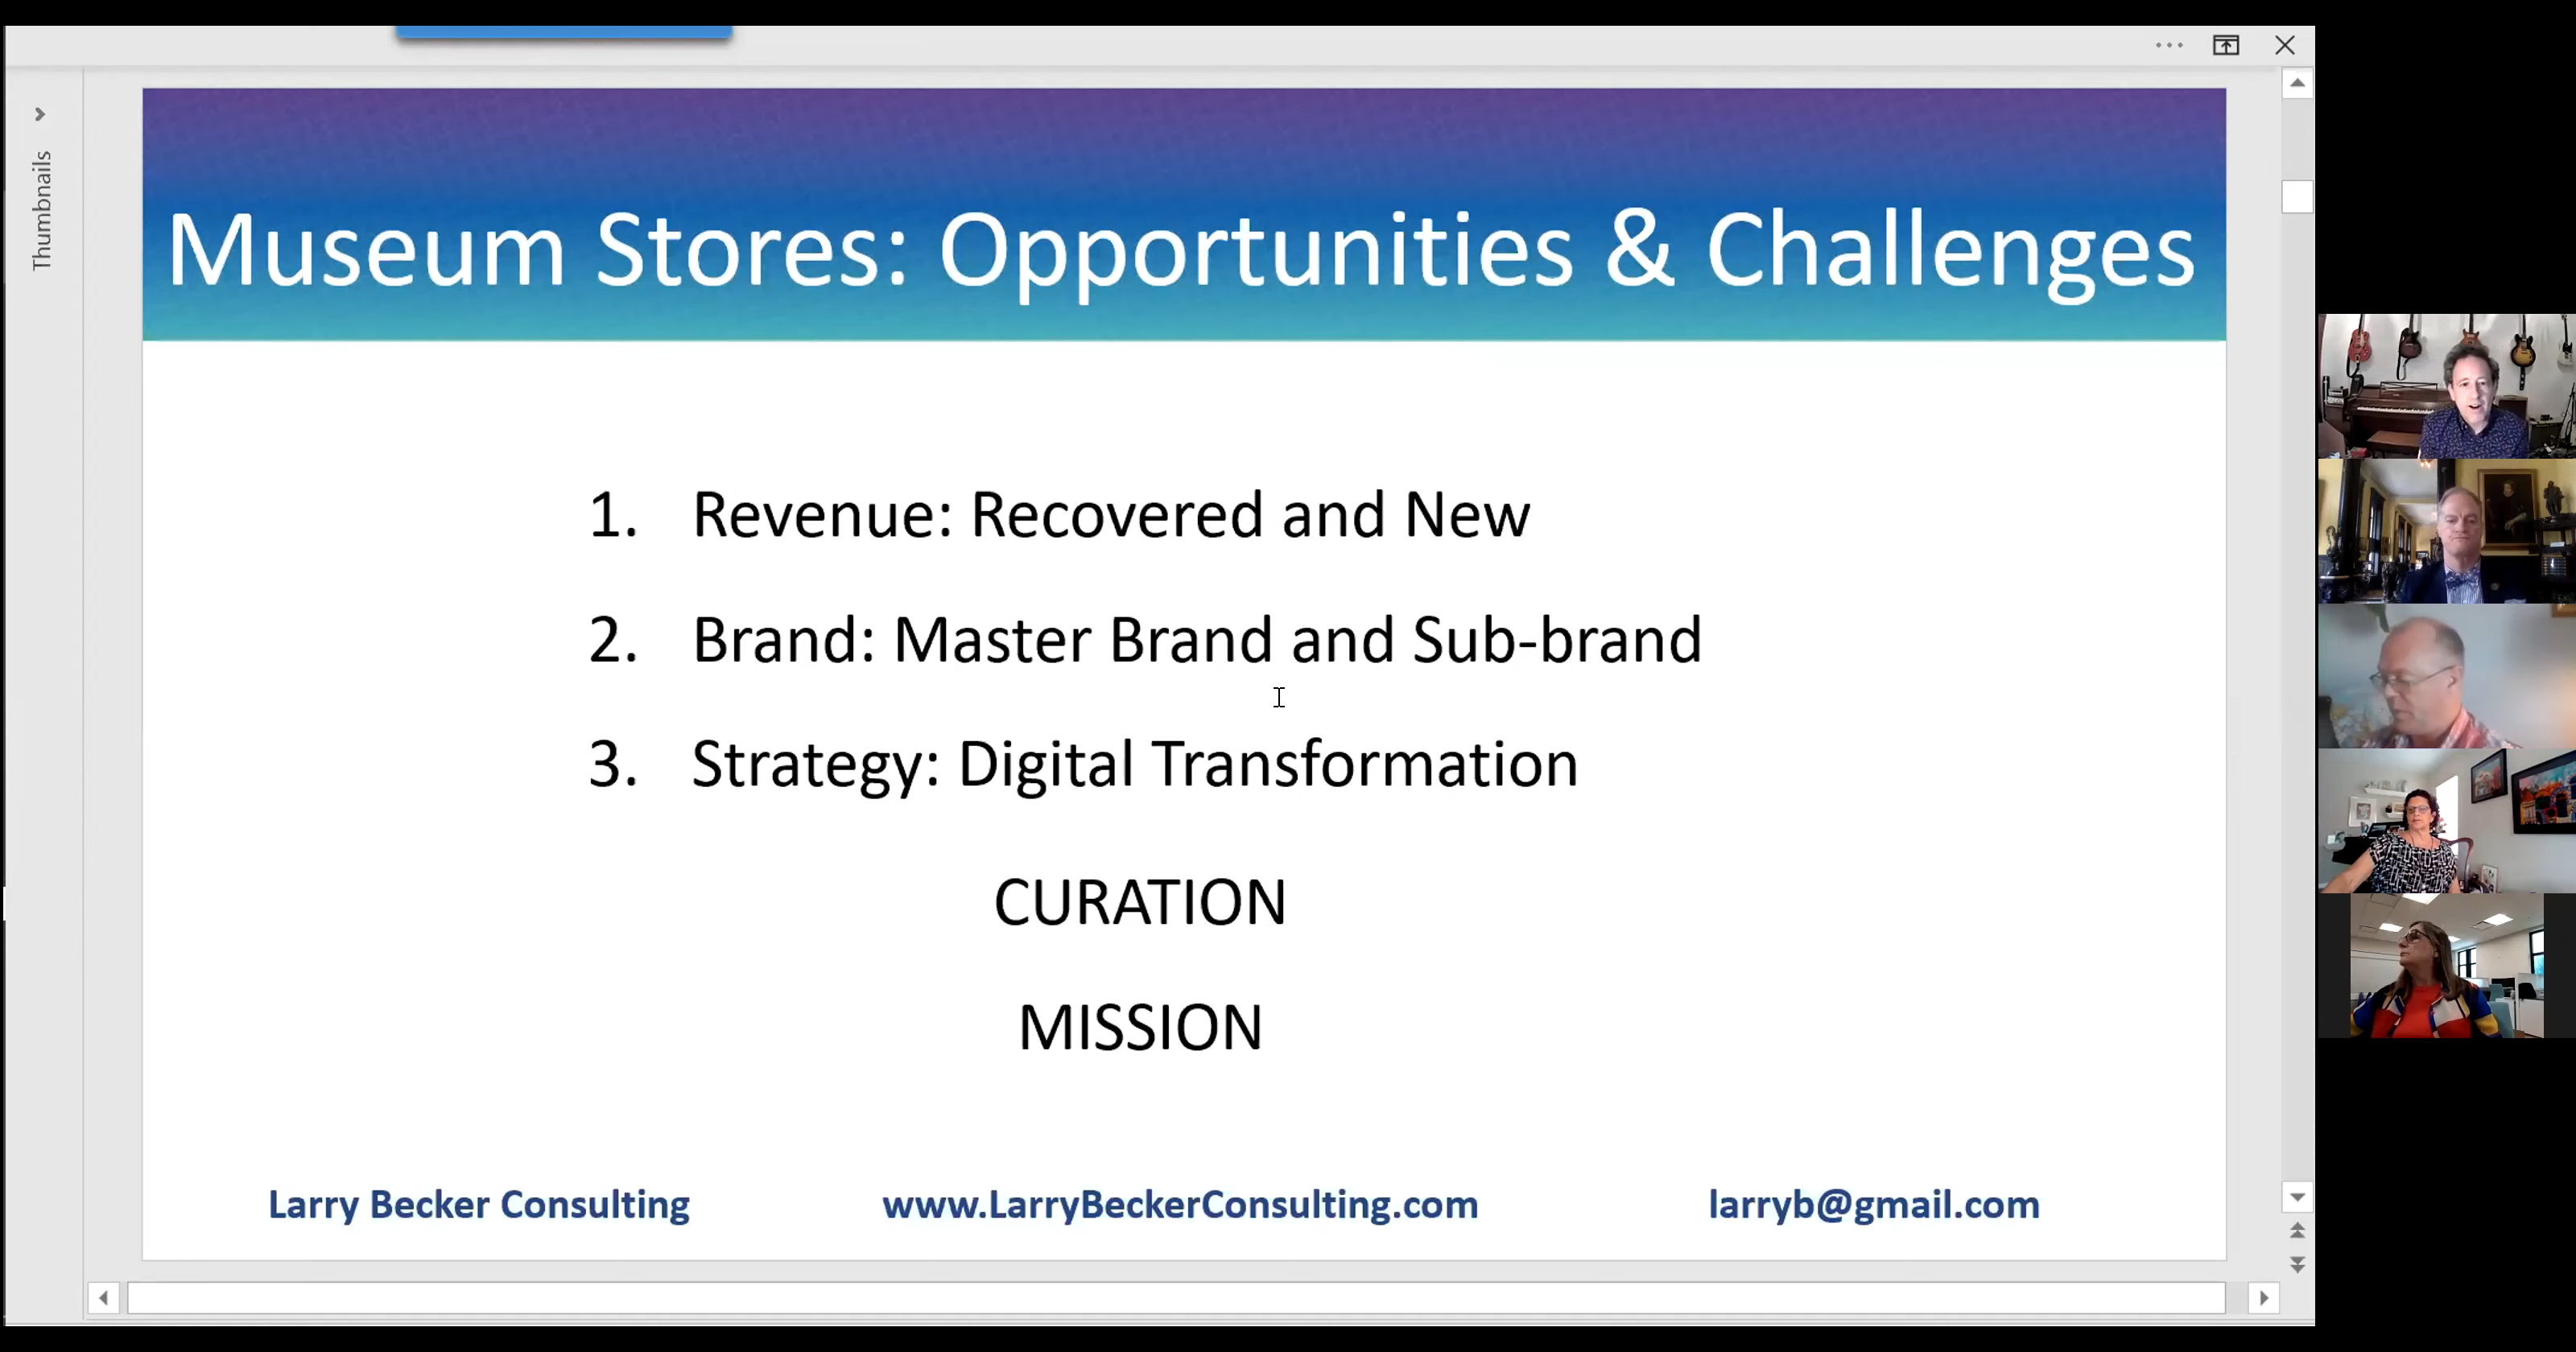 Thumbnails
Museum Stores: Opportunities & Challenges
1. Revenue: Recovered and New
2. Brand: Master Brand and Sub-brand
3. Strategy: Digital Transformation
CURATION
MISSION
Larry Becker Consulting www.LarryBeckerConsulting.com larryb@gmail.com